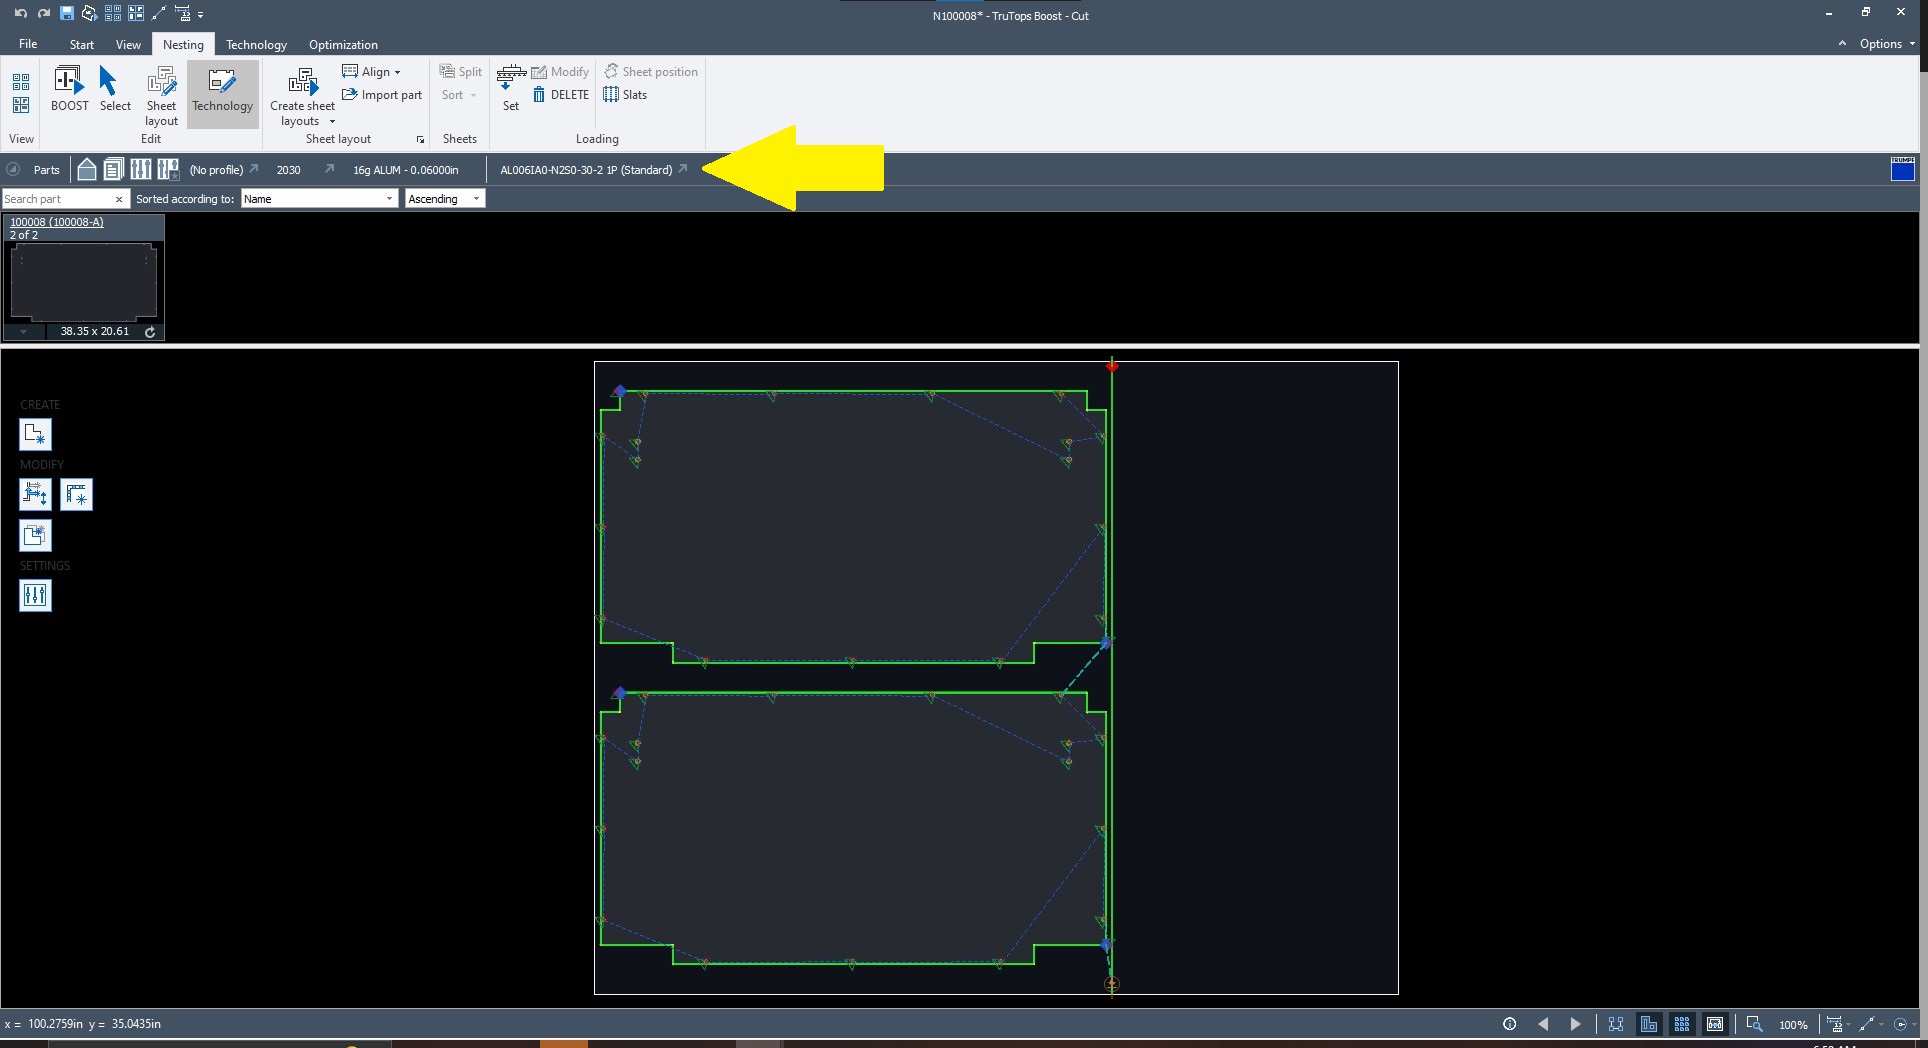 N100008* - TruTops Boost - Cut
File Start View Nesting Technology Optimization Options
BOOST Select Sheet layout Technology Create sheet layouts Align Import part Split Sort Set Modify DELETE Sheet position Slats
View Edit Sheet layout Sheets Loading
Parts (No profile) 2030 16g ALUM - 0.06000in AL006IA0-N2S0-30-2 1P (Standard) TRUMPF
Search part Sorted according to: Name Ascending
100008 (100008-A)
2 of 2
38.35 x 20.61
CREATE
MODIFY
SETTINGS
x = 100.2759in y = 35.0435in 100%